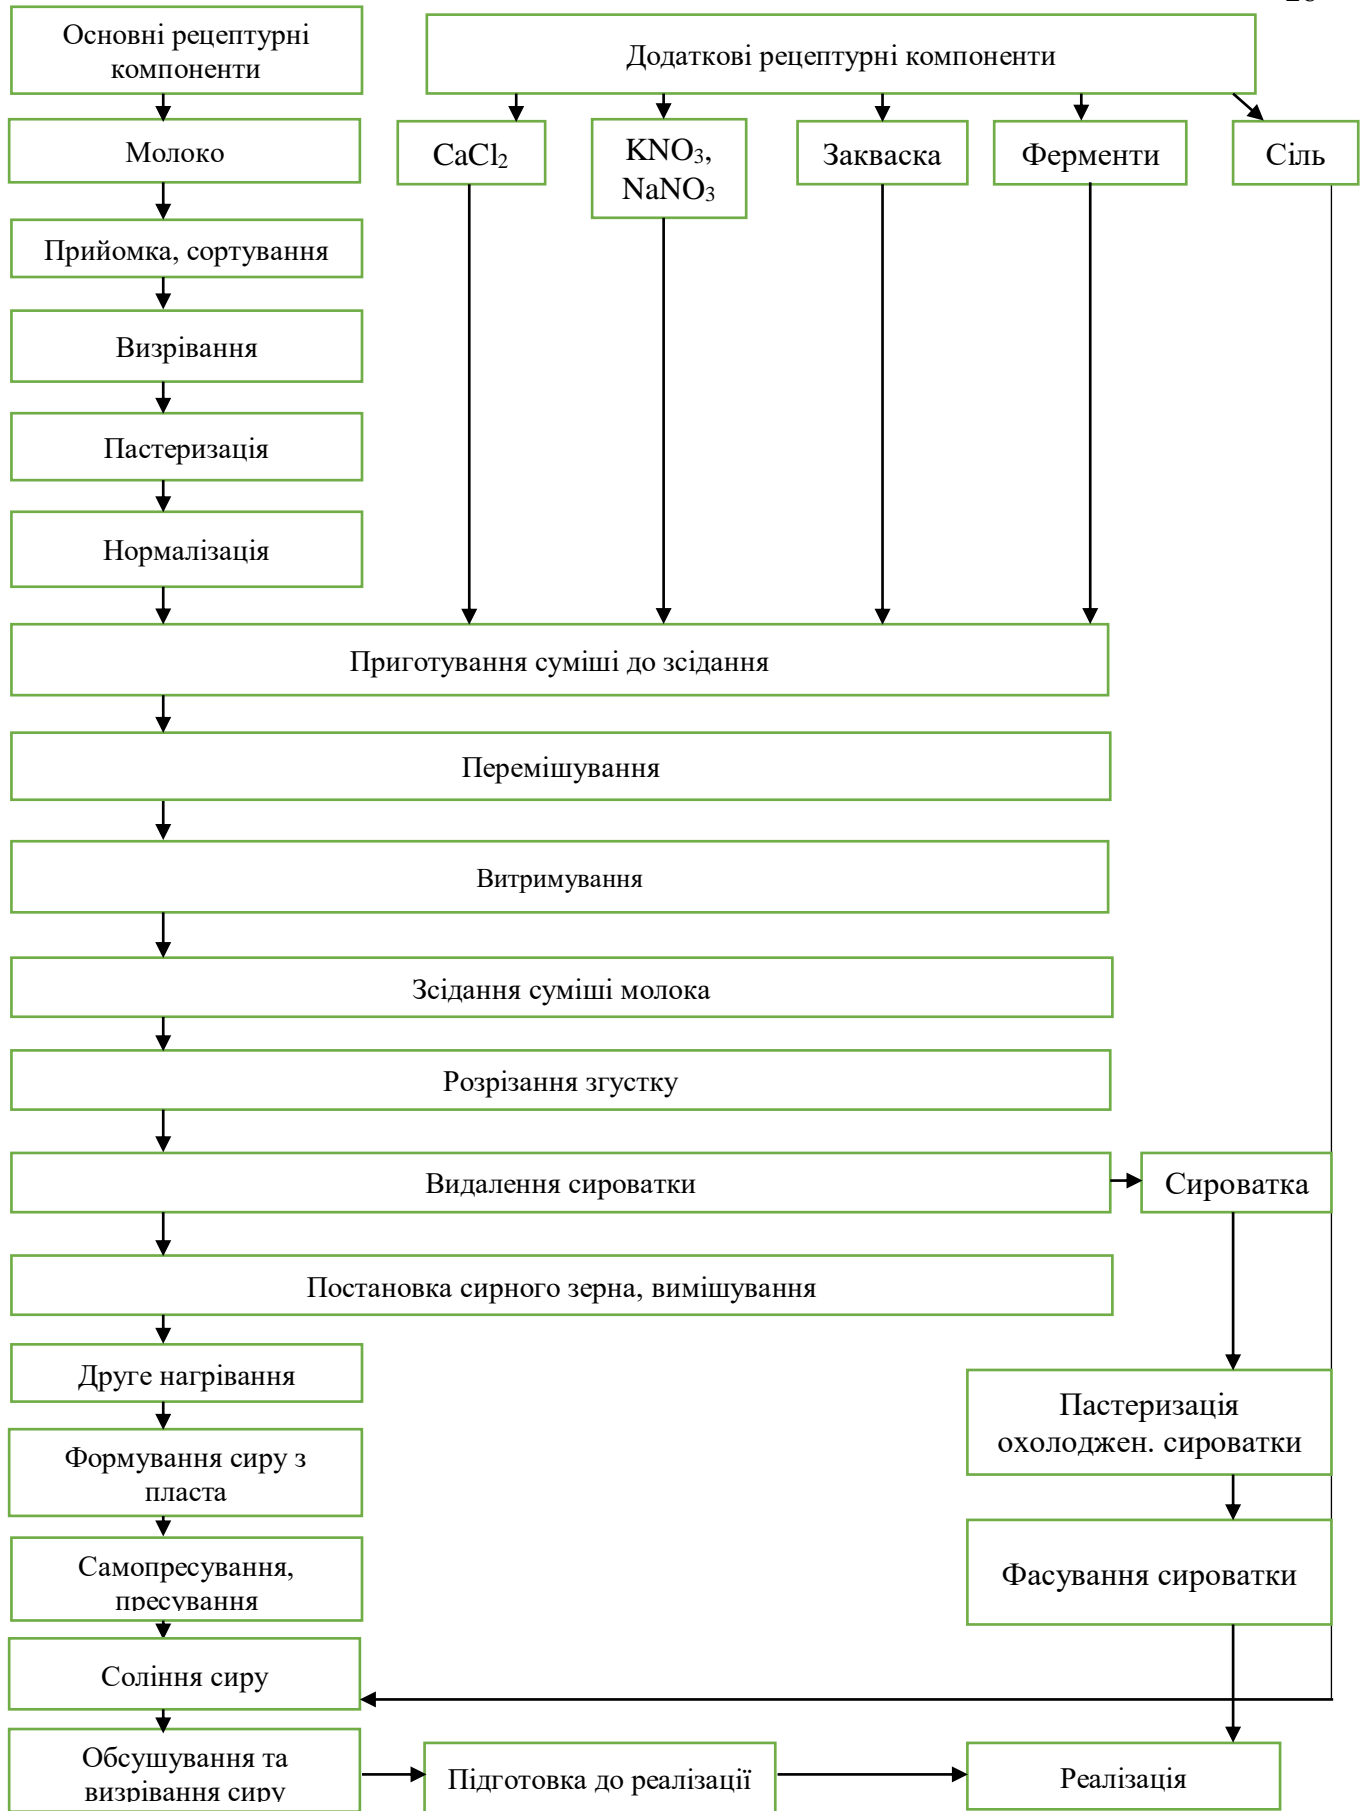 Основні рецептурні
компоненти
Додаткові рецептурні компоненти
Молоко
CaCl₂
KNO₃,
NaNO₃
Закваска
Ферменти
Сіль
Прийомка, сортування
Визрівання
Пастеризація
Нормалізація
Приготування суміші до зсідання
Перемішування
Витримування
Зсідання суміші молока
Розрізання згустку
Видалення сироватки
Сироватка
Постановка сирного зерна, вимішування
Друге нагрівання
Пастеризація
охолоджен. сироватки
Формування сиру з
пласта
Самопресування,
пресування
Фасування сироватки
Соління сиру
Обсушування та
визрівання сиру
Підготовка до реалізації
Реалізація